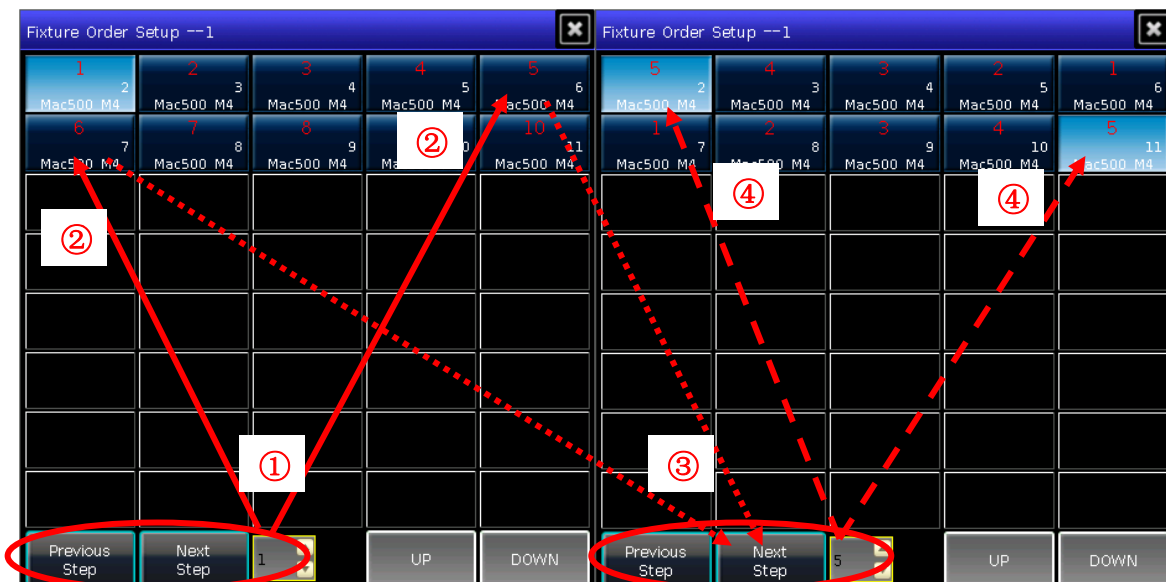 Fixture Order Setup --1
1 2 3 4 5
2 3 4 5 6
Mac500 M4 Mac500 M4 Mac500 M4 Mac500 M4 Mac500 M4
6 7 8 10
7 8 9 0 11
Mac500 M4 Mac500 M4 Mac500 M4 Mac500 M4
②
②
①
Previous Step
Next Step
1
UP
DOWN
Fixture Order Setup --1
5 4 3 2 1
2 3 4 5 6
Mac500 M4 Mac500 M4 Mac500 M4 Mac500 M4 Mac500 M4
1 2 3 4 5
7 8 9 10 11
Mac500 M4 Mac500 M4 Mac500 M4 Mac500 M4 Mac500 M4
④
④
③
Previous Step
Next Step
5
UP
DOWN